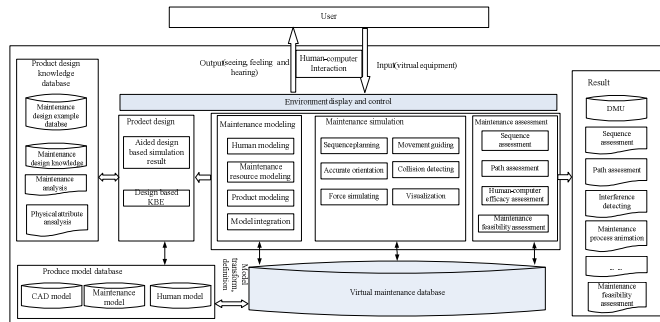 User
Output(seeing, feeling and
hearing)
Human-computer
Interaction
Input(virtual equipment)
Product design
knowledge
database
Maintenance
design example
databse
Maintenance
design knowledge
Maintenance
analysis
Physical attribute
analysis
Environment display and control
Product design
Aided design
based simulation
result
Design based
KBE
Maintenance modeling
Human modeling
Maintenance
resource modeling
Product modeling
Model integration
Maintenance simulation
Sequence planning
Movement guiding
Accurate orientation
Collision detecting
Force simulating
Visualization
Maintenance assessment
Sequence
assessment
Path assessment
Human-computer
efficacy assessment
Maintenance
feasibility assessment
Result
DMU
Sequence
assessment
Path assessment
Interference
detecting
Maintenance
process animation
... ...
Maintenance
feasibility
assessment
Produce model database
CAD model
Maintenance
model
Human model
Model
transform,
definition
Virtual maintenance database